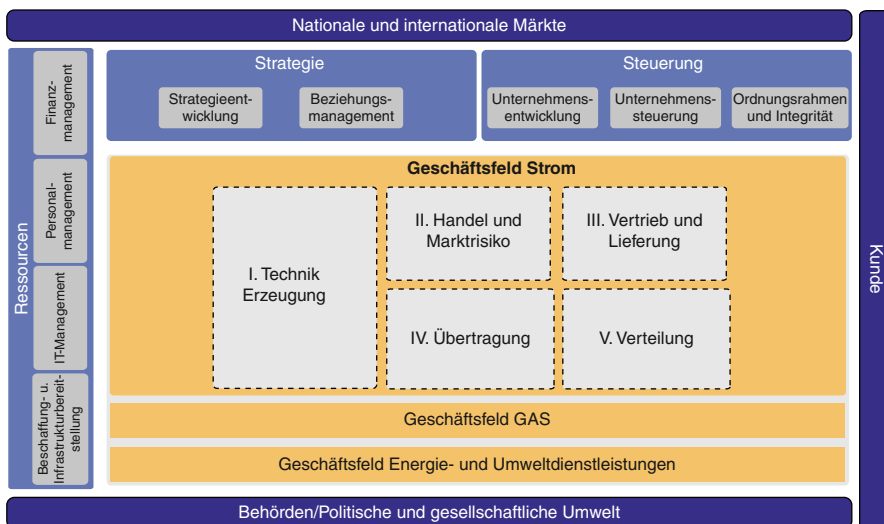 Nationale und internationale Märkte
Ressourcen
Finanz-
management
Personal-
management
IT-Management
Beschaffung- u.
Infrastrukturbereit-
stellung
Strategie
Strategieent-
wicklung
Beziehungs-
management
Steuerung
Unternehmens-
entwicklung
Unternehmens-
steuerung
Ordnungsrahmen
und Integrität
Geschäftsfeld Strom
I. Technik
Erzeugung
II. Handel und
Marktrisiko
III. Vertrieb und
Lieferung
IV. Übertragung
V. Verteilung
Geschäftsfeld GAS
Geschäftsfeld Energie- und Umweltdienstleistungen
Kunde
Behörden/Politische und gesellschaftliche Umwelt